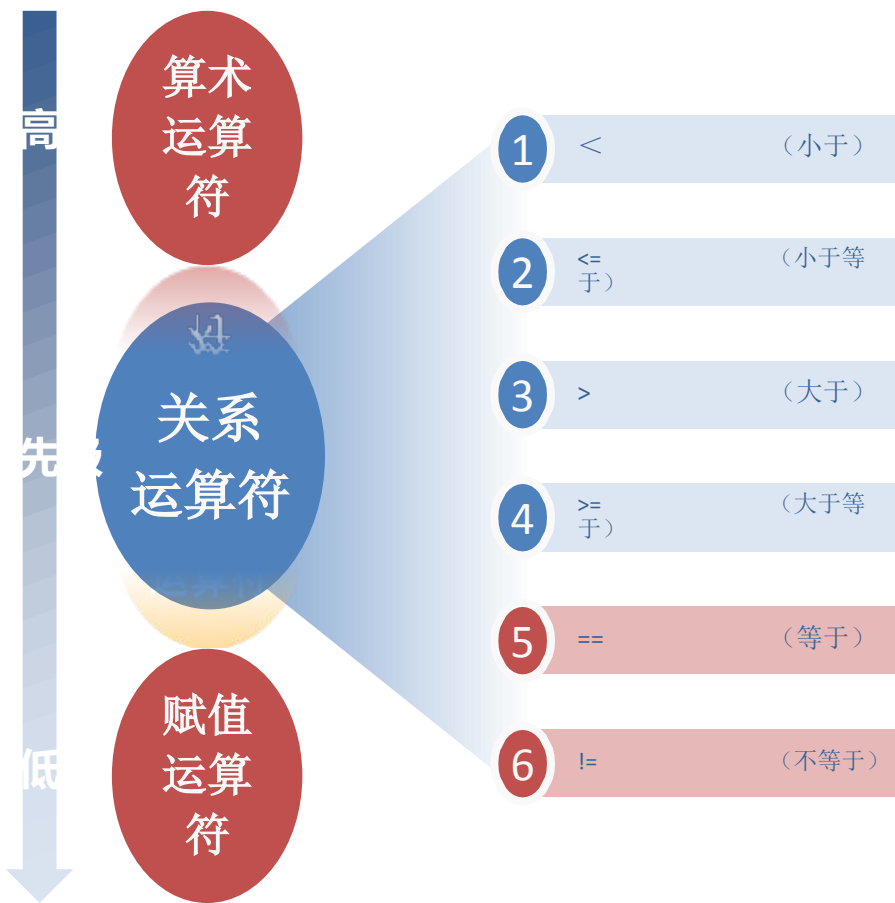 高
先级
低
算术
运算
符
关系
运算符
赋值
运算
符
1 < （小于）
2 <= （小于等
于）
3 > （大于）
4 >= （大于等
于）
5 == （等于）
6 != （不等于）